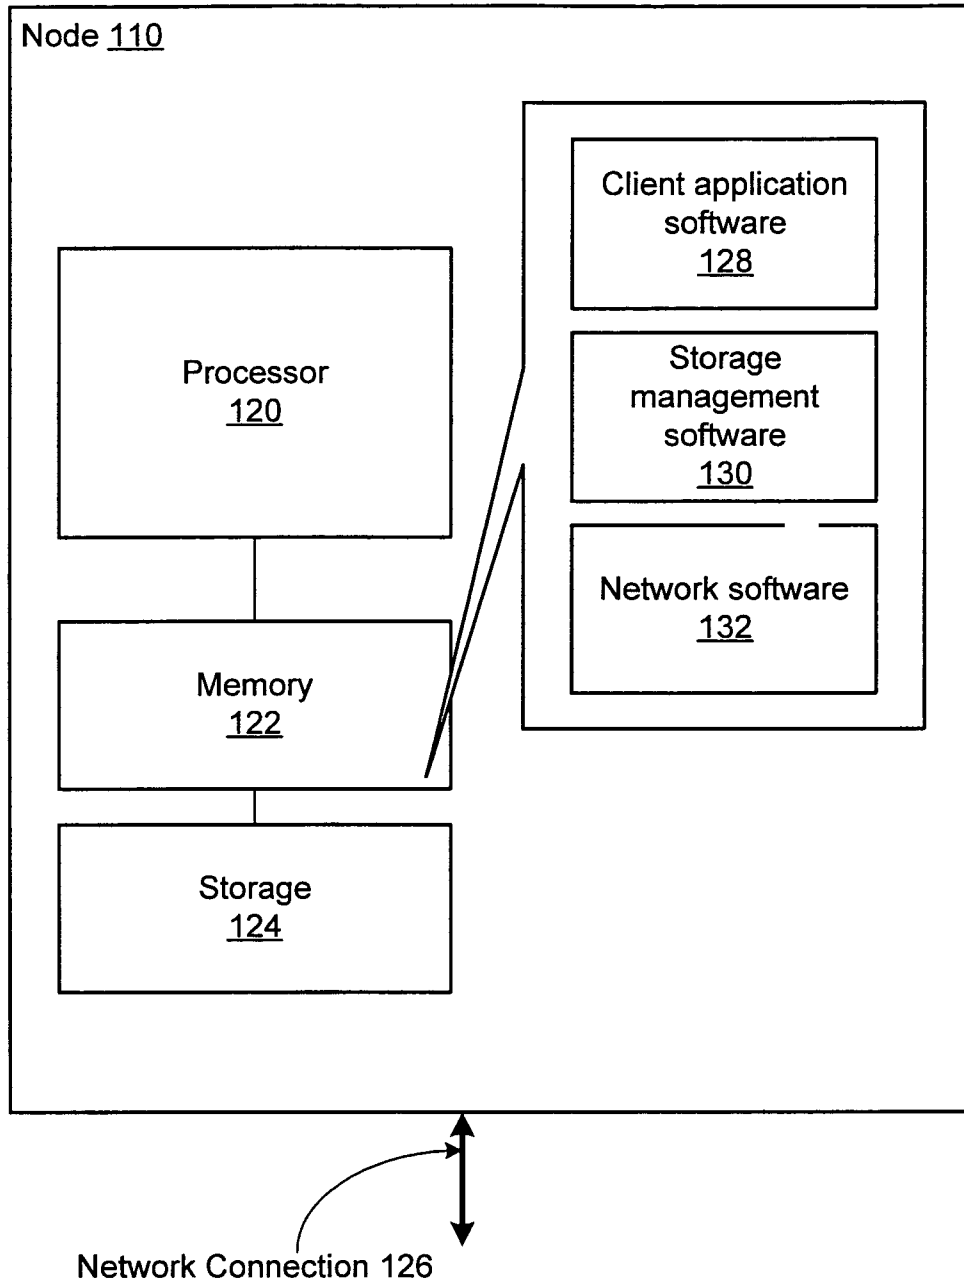 Node 110
Client application
software
128
Storage
management
software
130
Network software
132
Processor
120
Memory
122
Storage
124
Network Connection 126